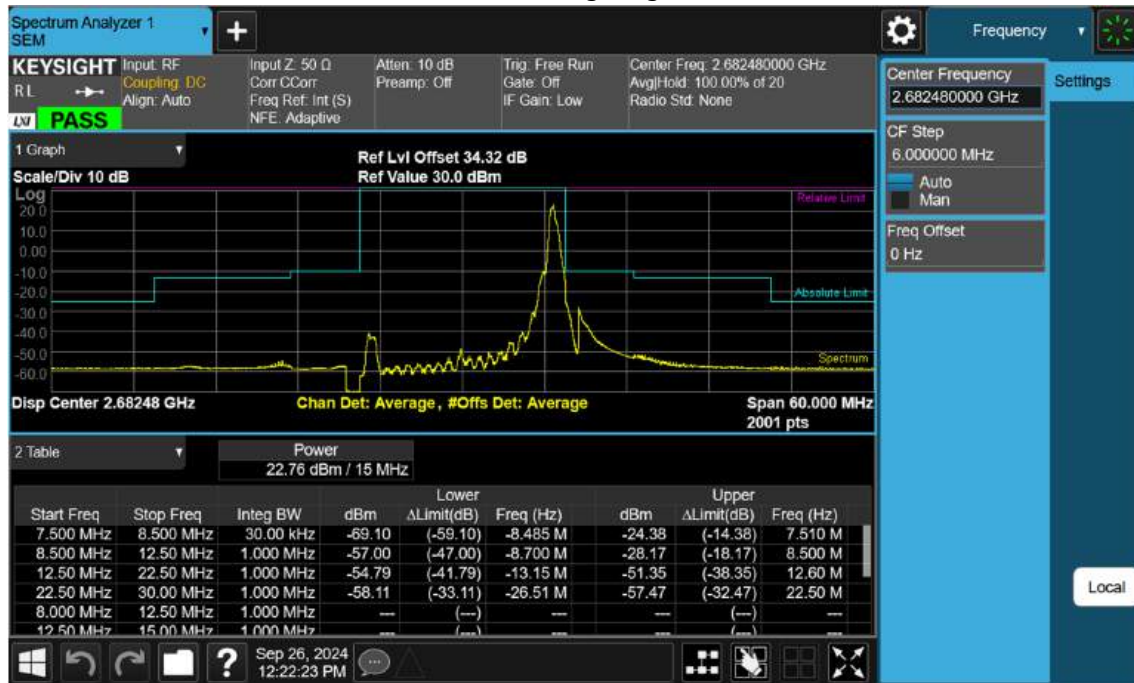 Spectrum Analyzer 1
SEM
+
Frequency
KEYSIGHT
RL
LXI
PASS
Input: RF
Coupling: DC
Align: Auto
Input Z: 50 Ω
Corr CCorr
Freq Ref: Int (S)
NFE: Adaptive
Atten: 10 dB
Preamp: Off
Trig: Free Run
Gate: Off
IF Gain: Low
Center Freq: 2.682480000 GHz
Avg|Hold: 100.00% of 20
Radio Std: None
Center Frequency
2.682480000 GHz
Settings
CF Step
6.000000 MHz
Auto
Man
Freq Offset
0 Hz
Local
1 Graph
Scale/Div 10 dB
Ref Lvl Offset 34.32 dB
Ref Value 30.0 dBm
Log
20.0
10.0
0.00
-10.0
-20.0
-30.0
-40.0
-50.0
-60.0
Relative Limit
Absolute Limit
Spectrum
Disp Center 2.68248 GHz
Chan Det: Average, #Offs Det: Average
Span 60.000 MHz
2001 pts
2 Table
Power
22.76 dBm / 15 MHz
Lower Upper
Start Freq Stop Freq Integ BW dBm ΔLimit(dB) Freq (Hz) dBm ΔLimit(dB) Freq (Hz)
7.500 MHz 8.500 MHz 30.00 kHz -69.10 (-59.10) -8.485 M -24.38 (-14.38) 7.510 M
8.500 MHz 12.50 MHz 1.000 MHz -57.00 (-47.00) -8.700 M -28.17 (-18.17) 8.500 M
12.50 MHz 22.50 MHz 1.000 MHz -54.79 (-41.79) -13.15 M -51.35 (-38.35) 12.60 M
22.50 MHz 30.00 MHz 1.000 MHz -58.11 (-33.11) -26.51 M -57.47 (-32.47) 22.50 M
8.000 MHz 12.50 MHz 1.000 MHz --- (---) --- --- (---) ---
12.50 MHz 15.00 MHz 1.000 MHz --- (---) --- --- (---) ---
?
Sep 26, 2024
12:22:23 PM